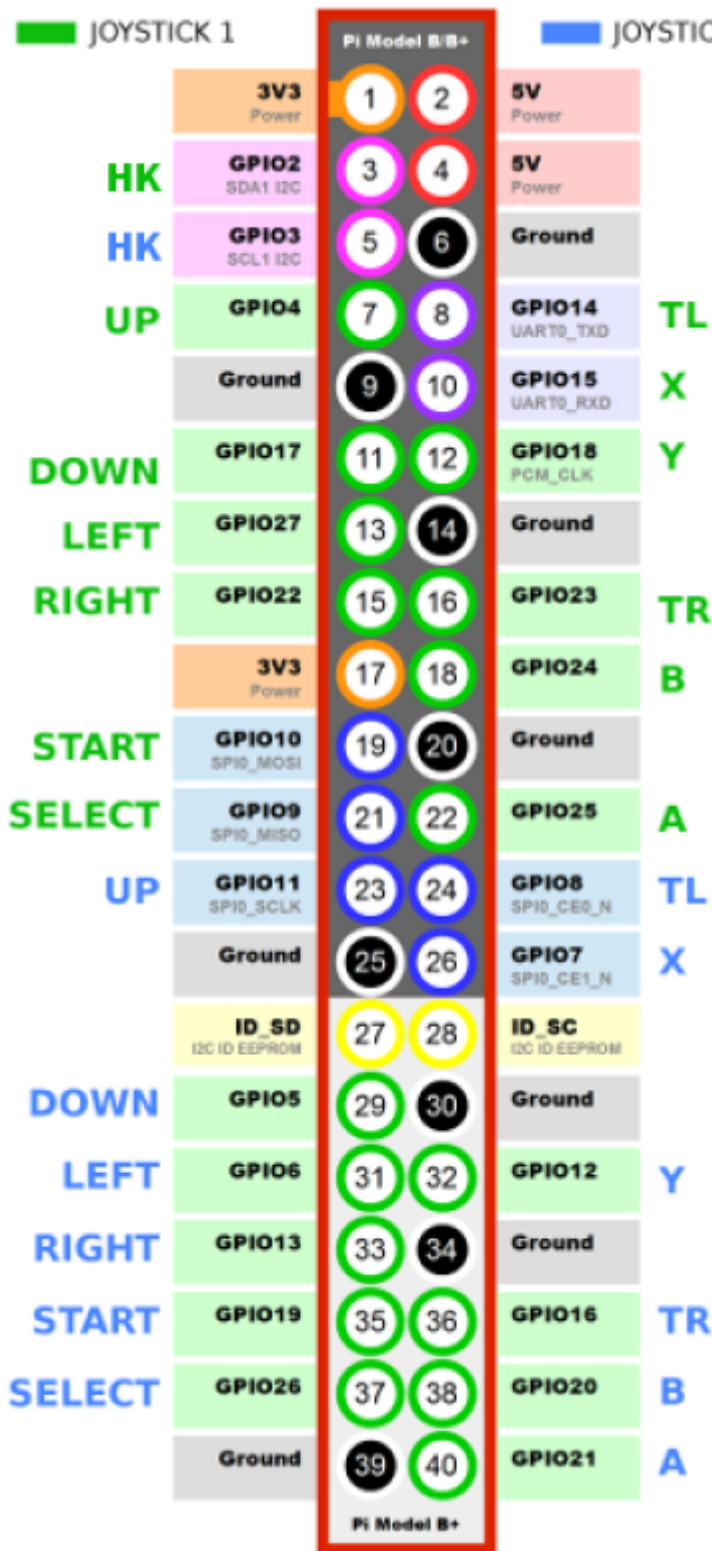 JOYSTICK 1
Pi Model B/B+
JOYSTIC
3V3 1 2 5V
Power Power
HK GPIO2 3 4 5V
SDA1 I2C Power
HK GPIO3 5 6 Ground
SCL1 I2C
UP GPIO4 7 8 GPIO14 TL
UART0_TXD
Ground 9 10 GPIO15 X
UART0_RXD
DOWN GPIO17 11 12 GPIO18 Y
PCM_CLK
LEFT GPIO27 13 14 Ground
RIGHT GPIO22 15 16 GPIO23 TR
3V3 17 18 GPIO24 B
Power
START GPIO10 19 20 Ground
SPI0_MOSI
SELECT GPIO9 21 22 GPIO25 A
SPI0_MISO
UP GPIO11 23 24 GPIO8 TL
SPI0_SCLK SPI0_CE0_N
Ground 25 26 GPIO7 X
SPI0_CE1_N
ID_SD 27 28 ID_SC
I2C ID EEPROM I2C ID EEPROM
DOWN GPIO5 29 30 Ground
LEFT GPIO6 31 32 GPIO12 Y
RIGHT GPIO13 33 34 Ground
START GPIO19 35 36 GPIO16 TR
SELECT GPIO26 37 38 GPIO20 B
Ground 39 40 GPIO21 A
Pi Model B+